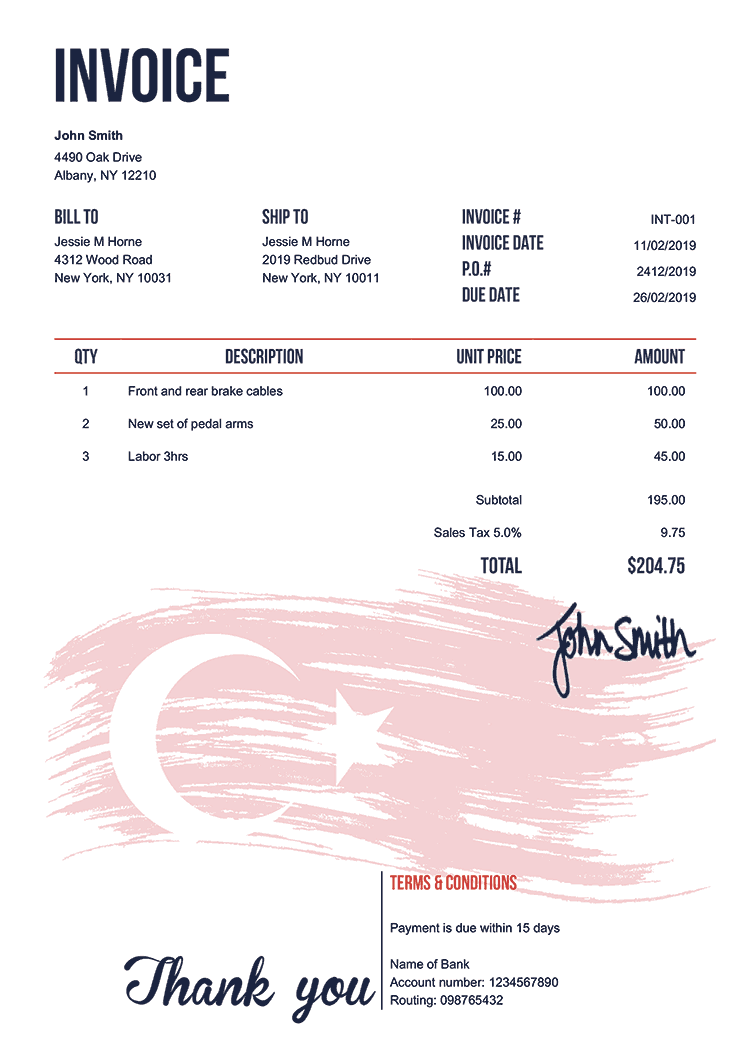 INVOICE
John Smith
4490 Oak Drive
Albany, NY 12210
BILL TO
Jessie M Horne
4312 Wood Road
New York, NY 10031
SHIP TO
Jessie M Horne
2019 Redbud Drive
New York, NY 10011
INVOICE # INT-001
INVOICE DATE 11/02/2019
P.O.# 2412/2019
DUE DATE 26/02/2019
QTY DESCRIPTION UNIT PRICE AMOUNT
1 Front and rear brake cables 100.00 100.00
2 New set of pedal arms 25.00 50.00
3 Labor 3hrs 15.00 45.00
Subtotal 195.00
Sales Tax 5.0% 9.75
TOTAL $204.75
John Smith
TERMS & CONDITIONS
Payment is due within 15 days
Name of Bank
Account number: 1234567890
Routing: 098765432
Thank you